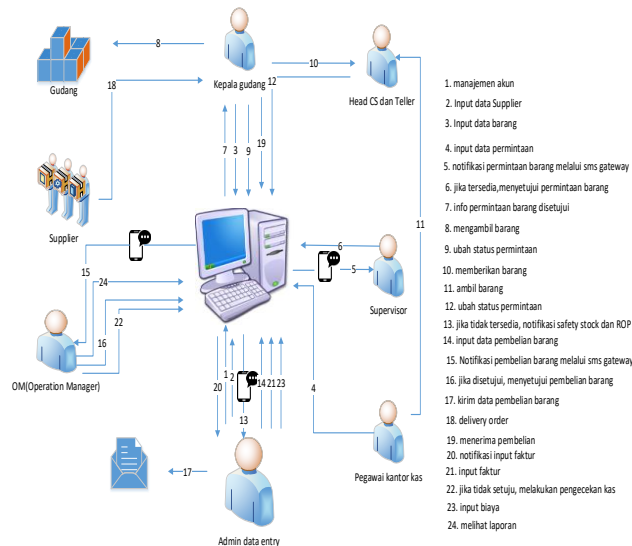 8
10
Gudang
18
Kepala gudang
12
Head CS dan Teller
19
7
3
9
11
Supplier
6
5
15
24
16
22
Supervisor
OM(Operation Manager)
1
2
20
14
21
23
13
4
17
Pegawai kantor kas
Admin data entry
1. manajemen akun
2. Input data Supplier
3. Input data barang
4. input data permintaan
5. notifikasi permintaan barang melalui sms gateway
6. jika tersedia,menyetujui permintaan barang
7. info permintaan barang disetujui
8. mengambil barang
9. ubah status permintaan
10. memberikan barang
11. ambil barang
12. ubah status permintaan
13. jika tidak tersedia, notifikasi safety stock dan ROP
14. input data pembelian barang
15. Notifikasi pembelian barang melalui sms gateway
16. jika disetujui, menyetujui pembelian barang
17. kirim data pembelian barang
18. delivery order
19. menerima pembelian
20. notifikasi input faktur
21. input faktur
22. jika tidak setuju, melakukan pengecekan kas
23. input biaya
24. melihat laporan